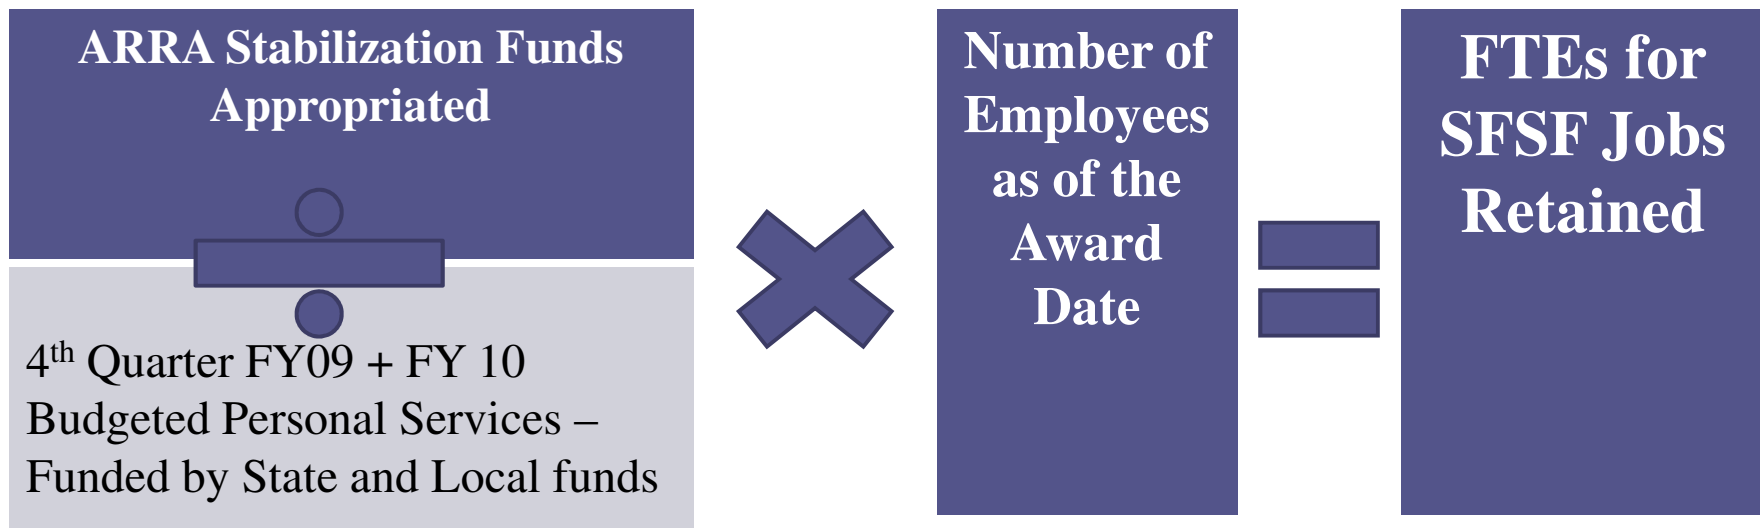 ARRA Stabilization Funds
Appropriated
4th Quarter FY09 + FY 10
Budgeted Personal Services –
Funded by State and Local funds
Number of
Employees
as of the
Award
Date
FTEs for
SFSF Jobs
Retained